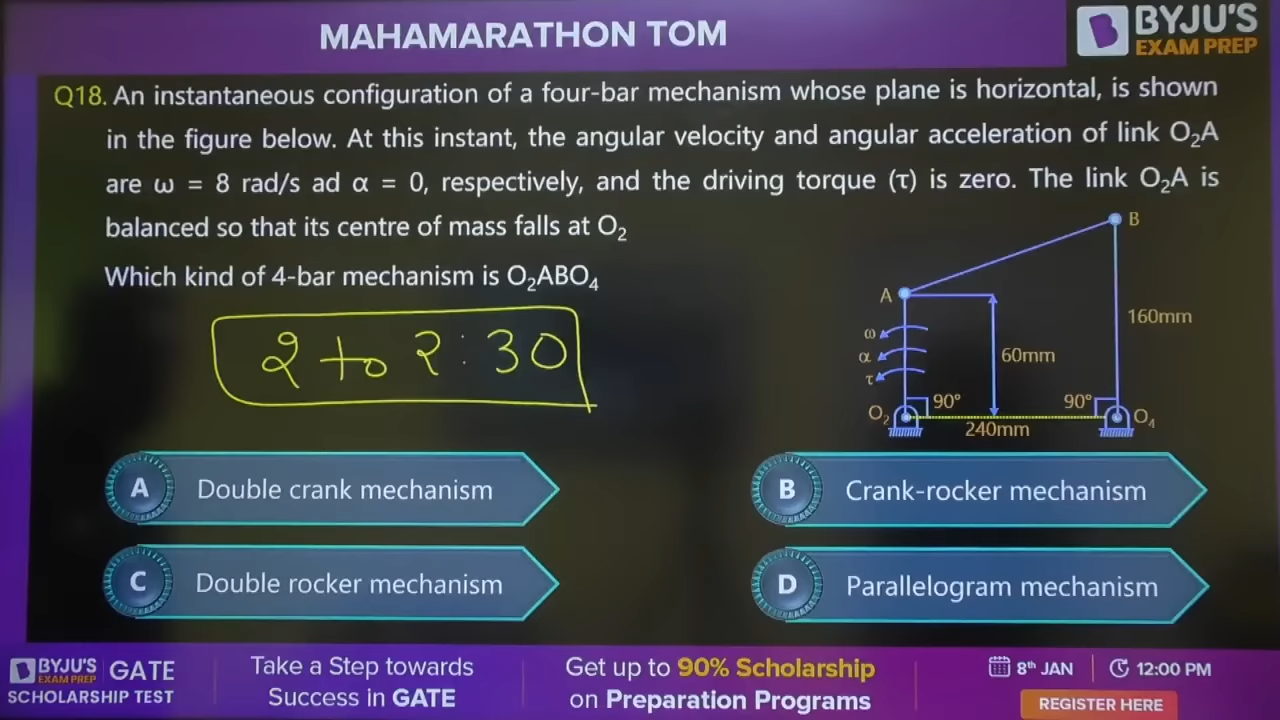 MAHAMARATHON TOM
BYJU'S
EXAM PREP
Q18. An instantaneous configuration of a four-bar mechanism whose plane is horizontal, is shown
in the figure below. At this instant, the angular velocity and angular acceleration of link O₂A
are ω = 8 rad/s ad α = 0, respectively, and the driving torque (τ) is zero. The link O₂A is
balanced so that its centre of mass falls at O₂
Which kind of 4-bar mechanism is O₂ABO₄
2 to 2:30
B
A
160mm
ω
α
60mm
τ
O₂
90°
90°
O₄
240mm
A Double crank mechanism
B Crank-rocker mechanism
C Double rocker mechanism
D Parallelogram mechanism
BYJU'S
EXAM PREP
GATE
SCHOLARSHIP TEST
Take a Step towards
Success in GATE
Get up to 90% Scholarship
on Preparation Programs
8th JAN
12:00 PM
REGISTER HERE